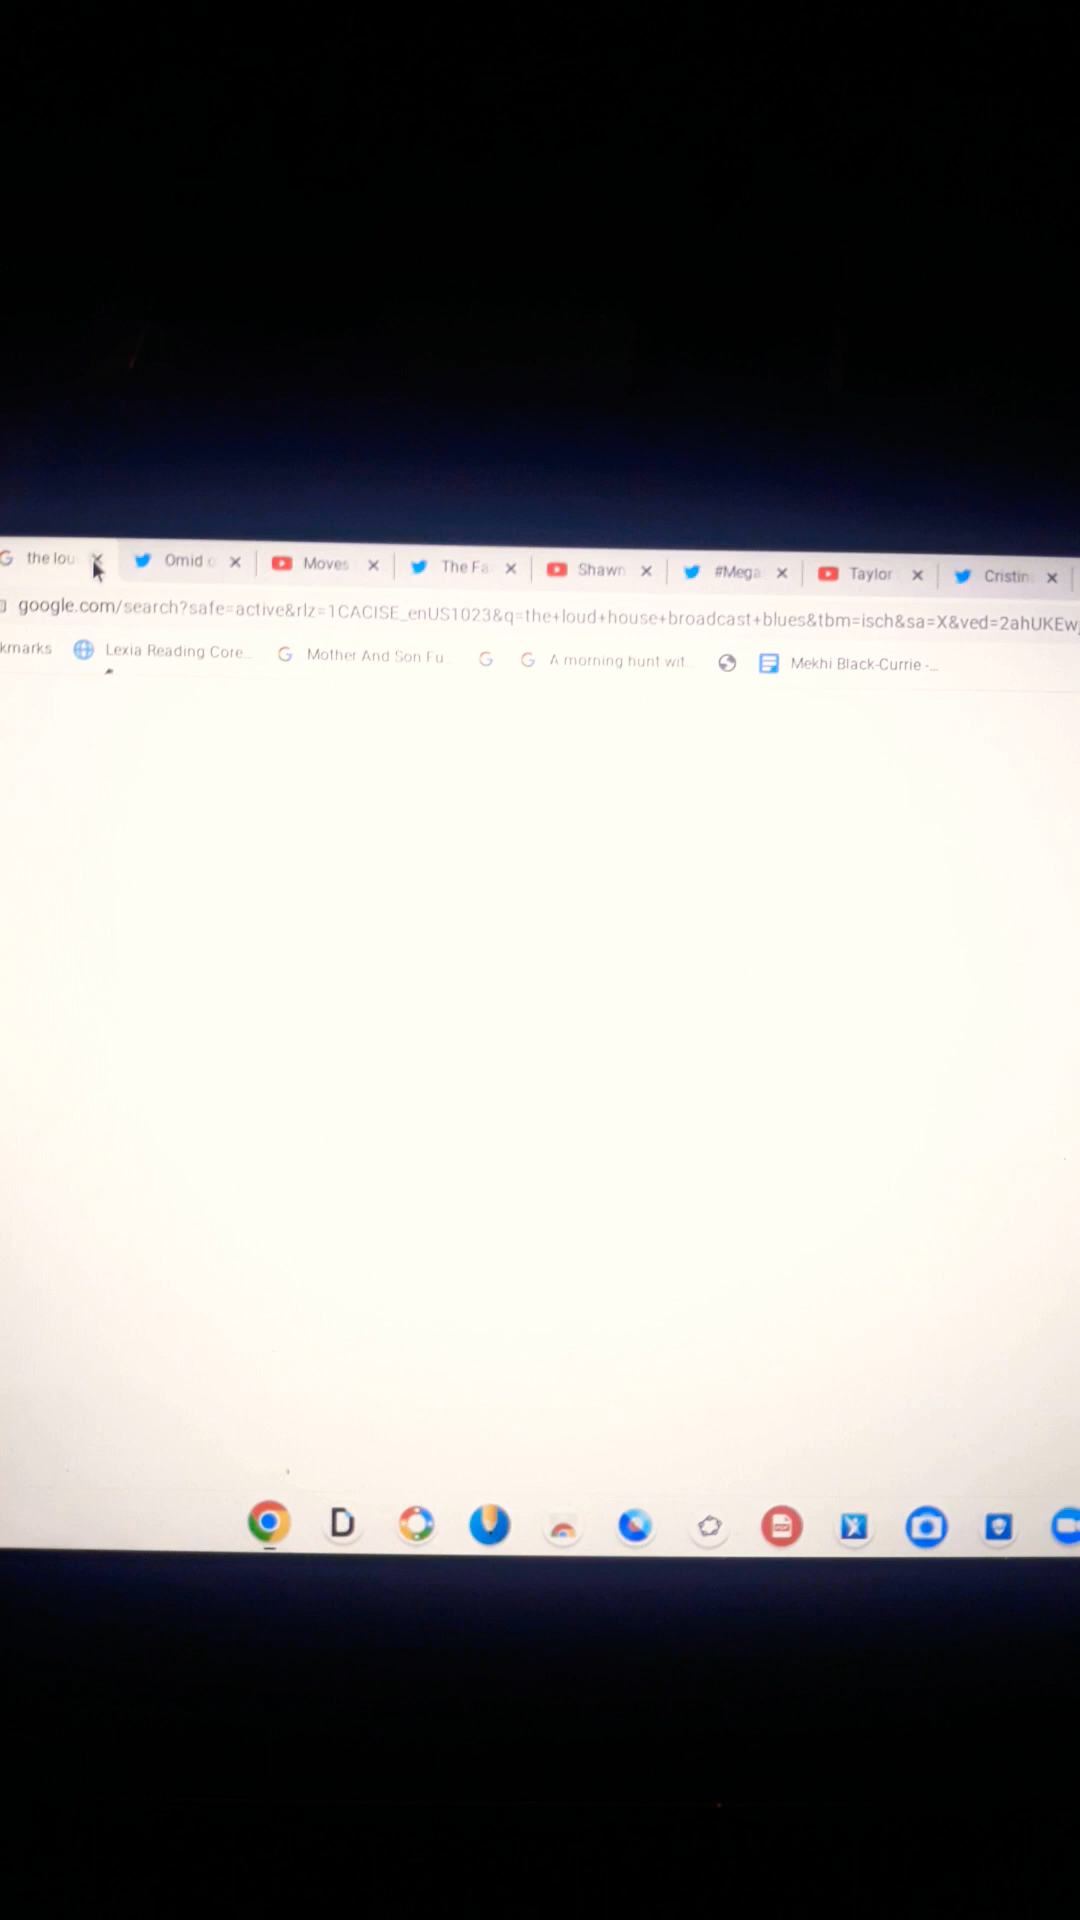 the lou Omid Moves The Fa Shawn #Mega Taylor Cristin
google.com/search?safe=active&rlz=1CACISE_enUS1023&q=the+loud+house+broadcast+blues&tbm=isch&sa=X&ved=2ahUKEwj
kmarks Lexia Reading Core... Mother And Son Fu... A morning hunt wit... Mekhi Black-Currie -...